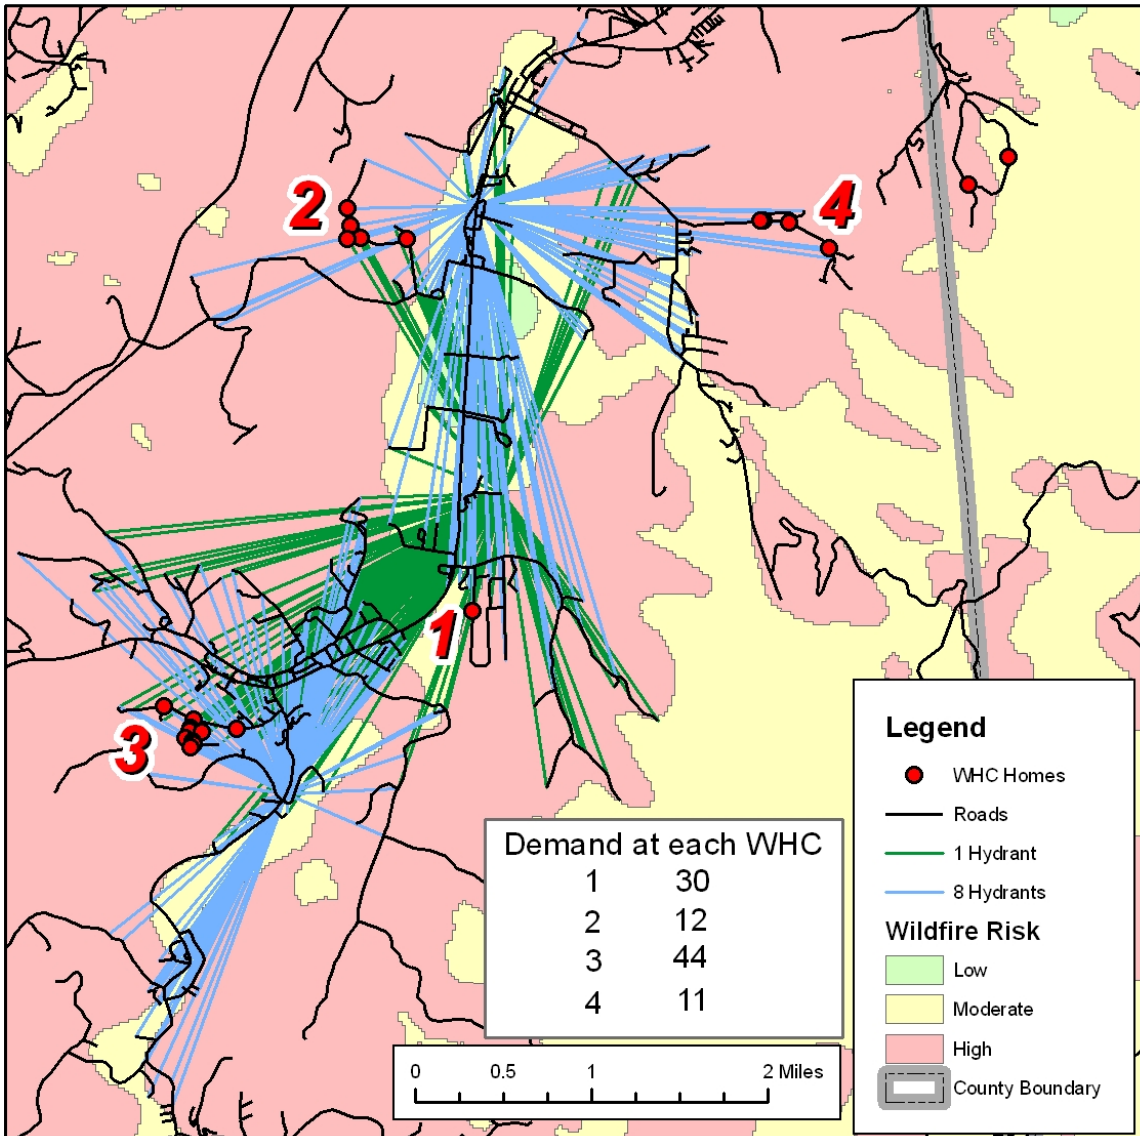 2
4
1
3
Legend
WHC Homes
Roads
1 Hydrant
8 Hydrants
Wildfire Risk
Low
Moderate
High
County Boundary
Demand at each WHC
1 30
2 12
3 44
4 11
0 0.5 1 2 Miles